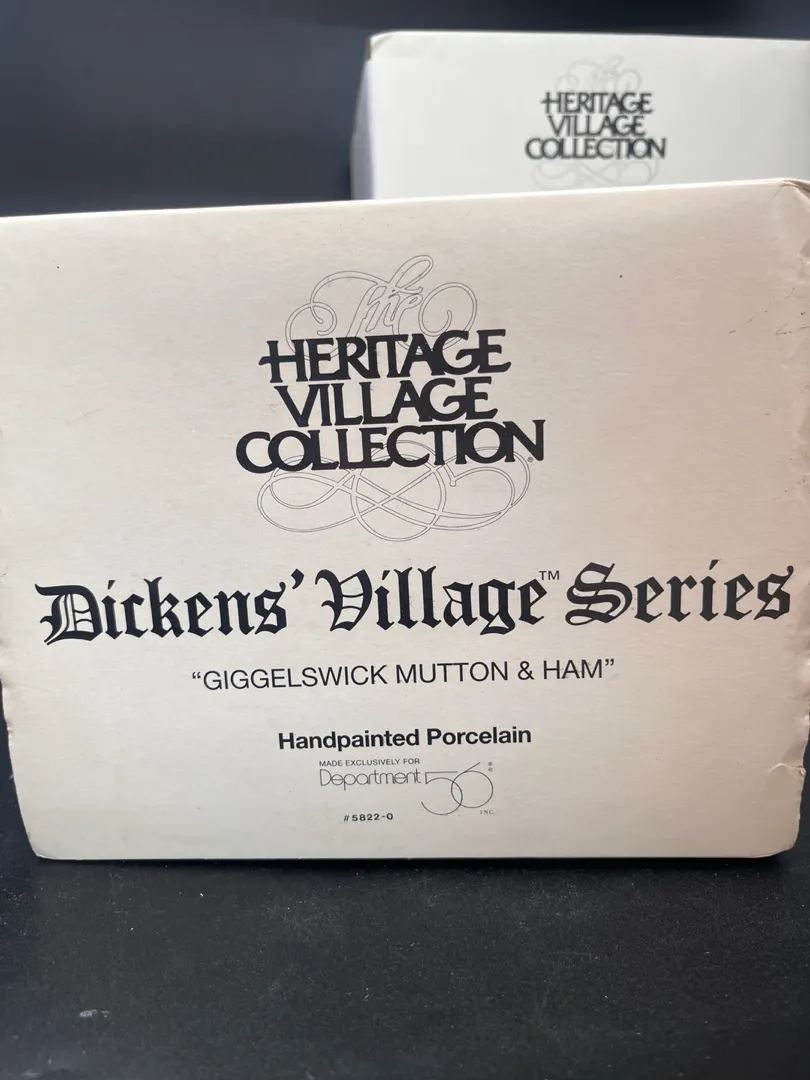 HERITAGE
VILLAGE
COLLECTION
The
HERITAGE
VILLAGE
COLLECTION®
Dickens' Village™ Series
“GIGGELSWICK MUTTON & HAM”
Handpainted Porcelain
MADE EXCLUSIVELY FOR
Department 56®
INC.
#5822-0